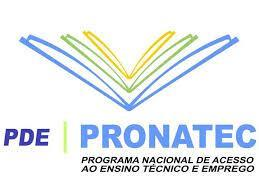 PDE | PRONATEC
PROGRAMA NACIONAL DE ACESSO
AO ENSINO TÉCNICO E EMPREGO